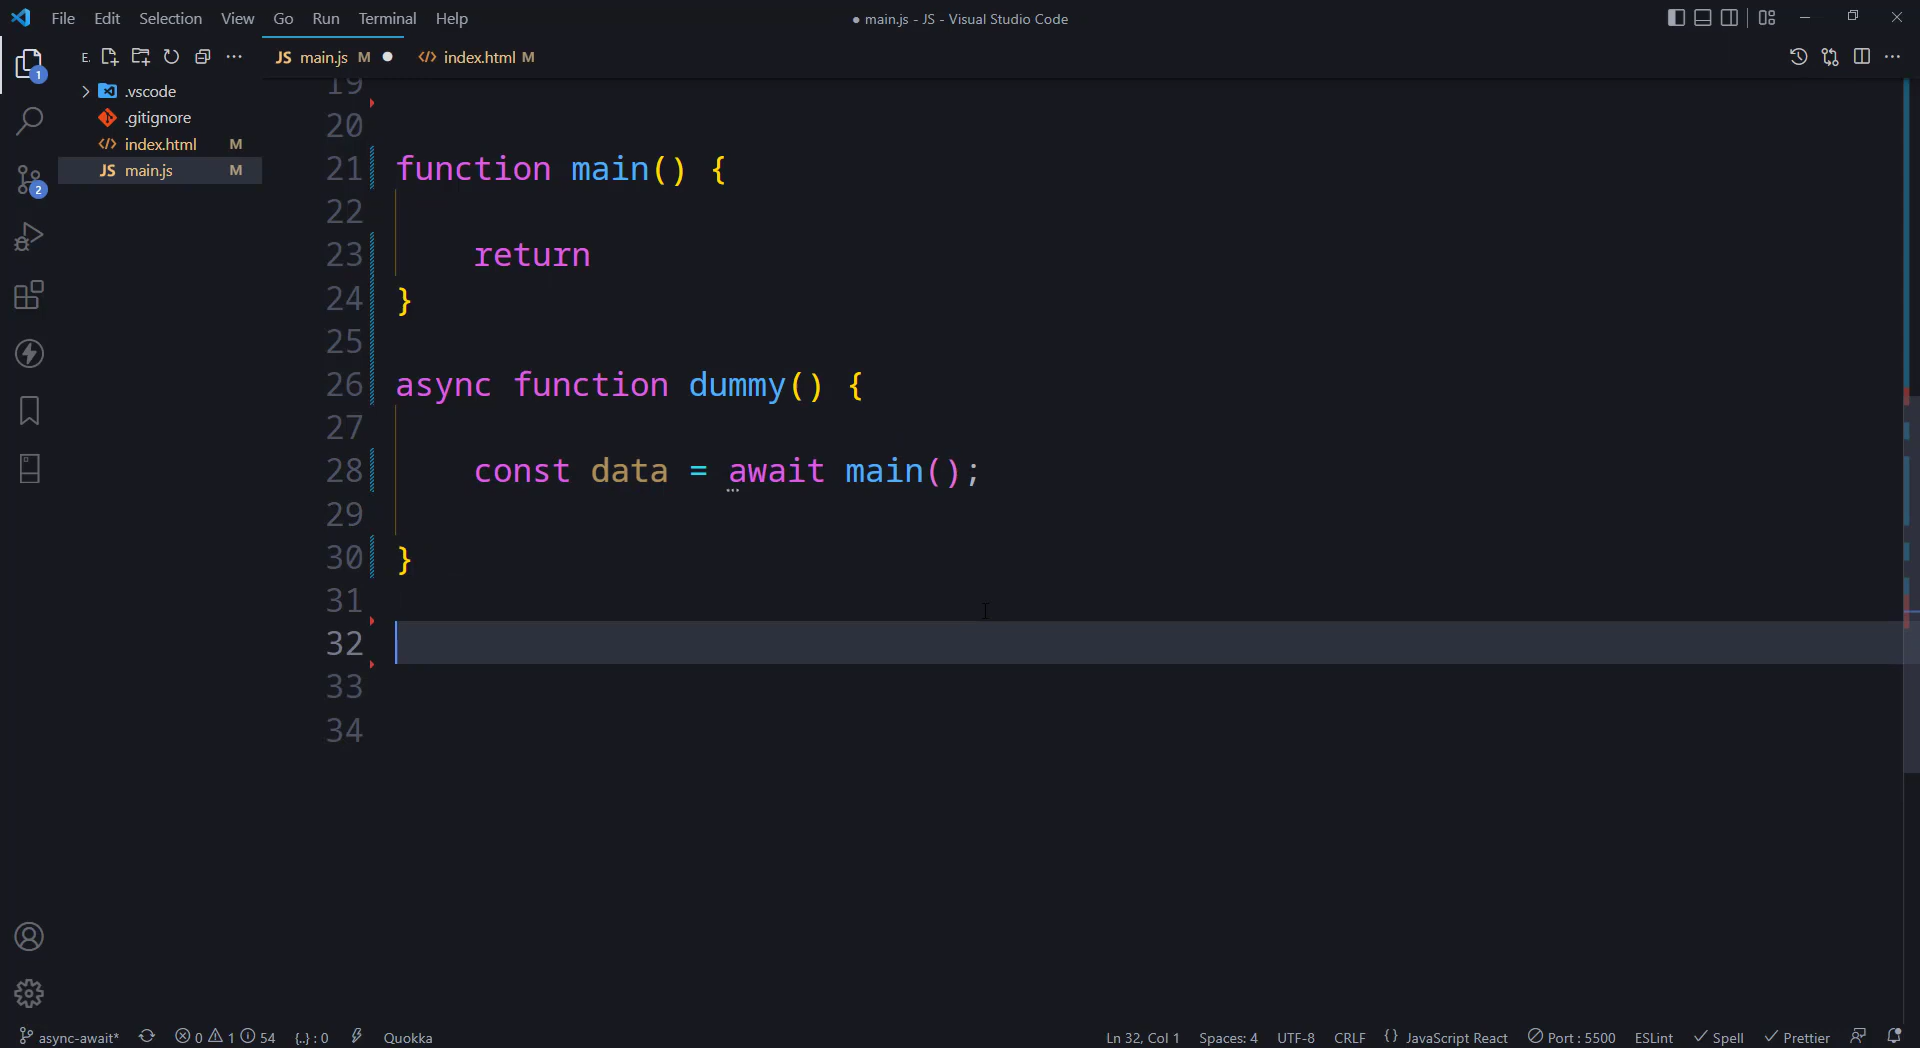 File Edit Selection View Go Run Terminal Help
● main.js - JS - Visual Studio Code
E.
JS main.js M ●
index.html M
.vscode
.gitignore
index.html M
JS main.js M
1
2
19
20
21 function main() {
22
23 return
24 }
25
26 async function dummy() {
27
28 const data = await main();
29
30 }
31
32
33
34
async-await* 0 1 54 {..} : 0 Quokka
Ln 32, Col 1 Spaces: 4 UTF-8 CRLF {} JavaScript React Port : 5500 ESLint Spell Prettier